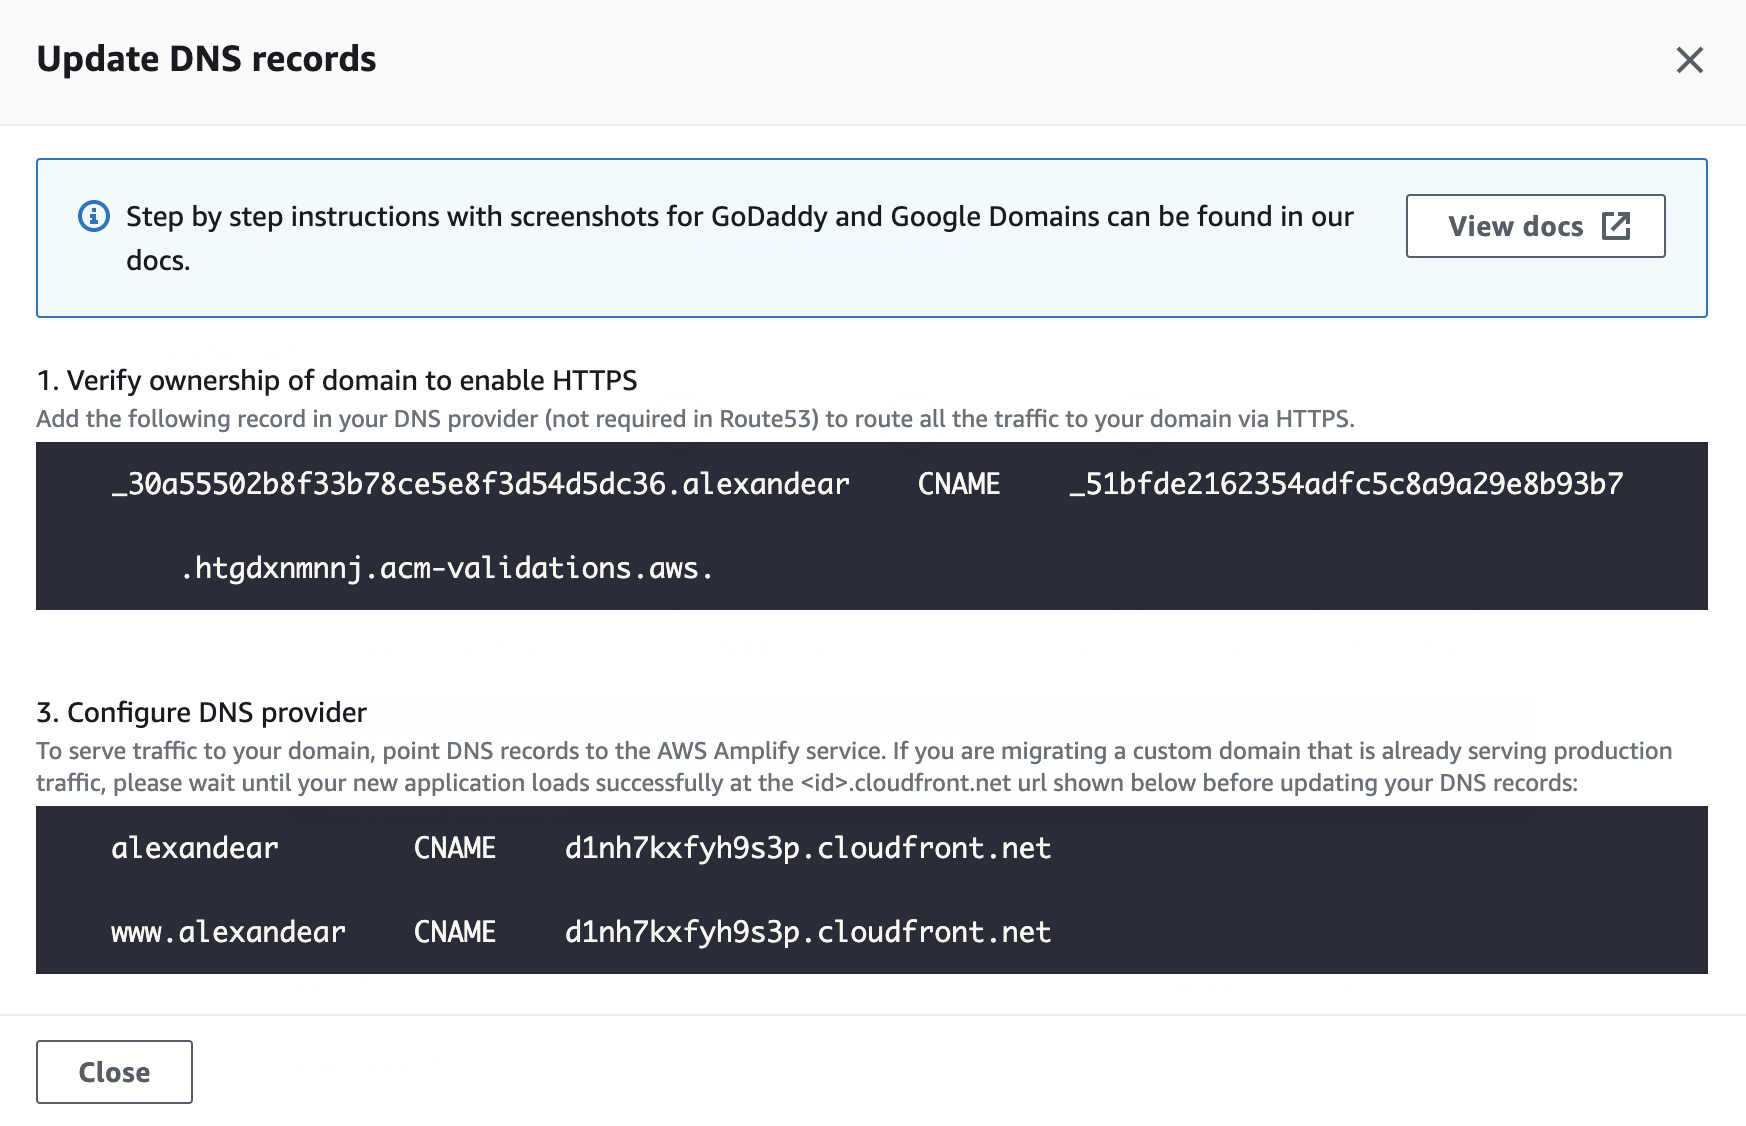 Update DNS records
Step by step instructions with screenshots for GoDaddy and Google Domains can be found in our
docs.
View docs
1. Verify ownership of domain to enable HTTPS
Add the following record in your DNS provider (not required in Route53) to route all the traffic to your domain via HTTPS.
_30a55502b8f33b78ce5e8f3d54d5dc36.alexandear CNAME _51bfde2162354adfc5c8a9a29e8b93b7
.htgdxnmnnj.acm-validations.aws.
3. Configure DNS provider
To serve traffic to your domain, point DNS records to the AWS Amplify service. If you are migrating a custom domain that is already serving production
traffic, please wait until your new application loads successfully at the <id>.cloudfront.net url shown below before updating your DNS records:
alexandear CNAME d1nh7kxfyh9s3p.cloudfront.net
www.alexandear CNAME d1nh7kxfyh9s3p.cloudfront.net
Close